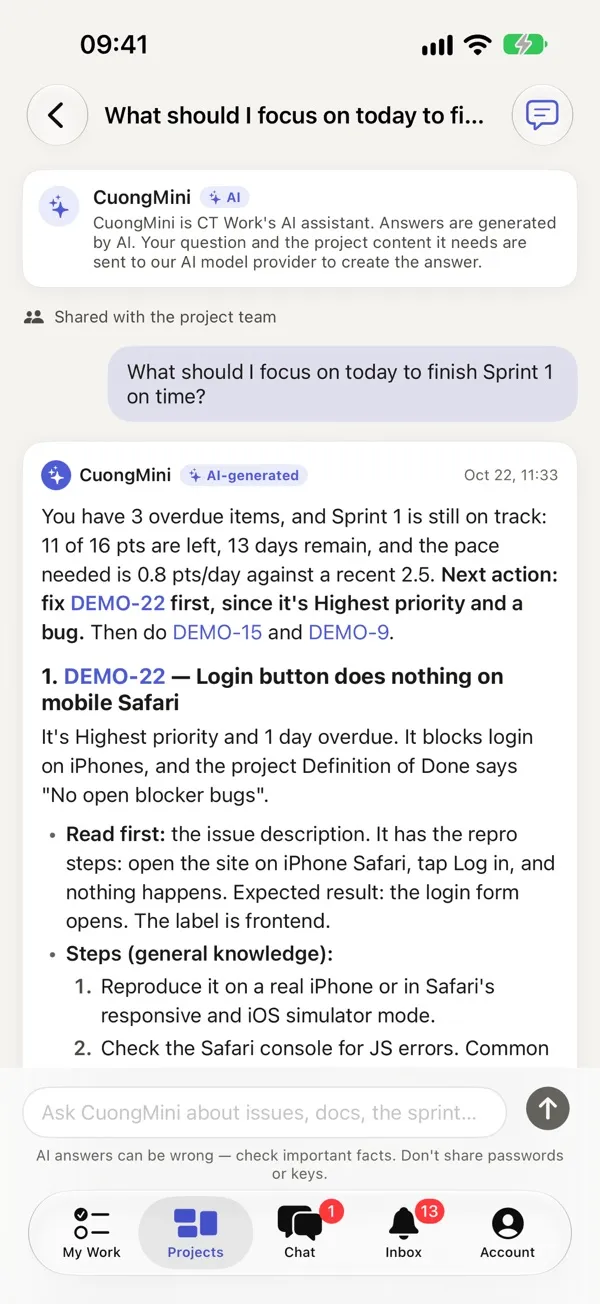 09:41
What should I focus on today to fi...
CuongMini AI
CuongMini is CT Work's AI assistant. Answers are generated
by AI. Your question and the project content it needs are
sent to our AI model provider to create the answer.
Shared with the project team
What should I focus on today to finish Sprint 1
on time?
CuongMini AI-generated Oct 22, 11:33
You have 3 overdue items, and Sprint 1 is still on track:
11 of 16 pts are left, 13 days remain, and the pace
needed is 0.8 pts/day against a recent 2.5. Next action:
fix DEMO-22 first, since it's Highest priority and a
bug. Then do DEMO-15 and DEMO-9.
1. DEMO-22 — Login button does nothing on
mobile Safari
It's Highest priority and 1 day overdue. It blocks login
on iPhones, and the project Definition of Done says
"No open blocker bugs".
• Read first: the issue description. It has the repro
steps: open the site on iPhone Safari, tap Log in, and
nothing happens. Expected result: the login form
opens. The label is frontend.
• Steps (general knowledge):
1. Reproduce it on a real iPhone or in Safari's
responsive and iOS simulator mode.
2. Check the Safari console for JS errors. Common
Ask CuongMini about issues, docs, the sprint...
AI answers can be wrong — check important facts. Don't share passwords
or keys.
1 13
My Work Projects Chat Inbox Account